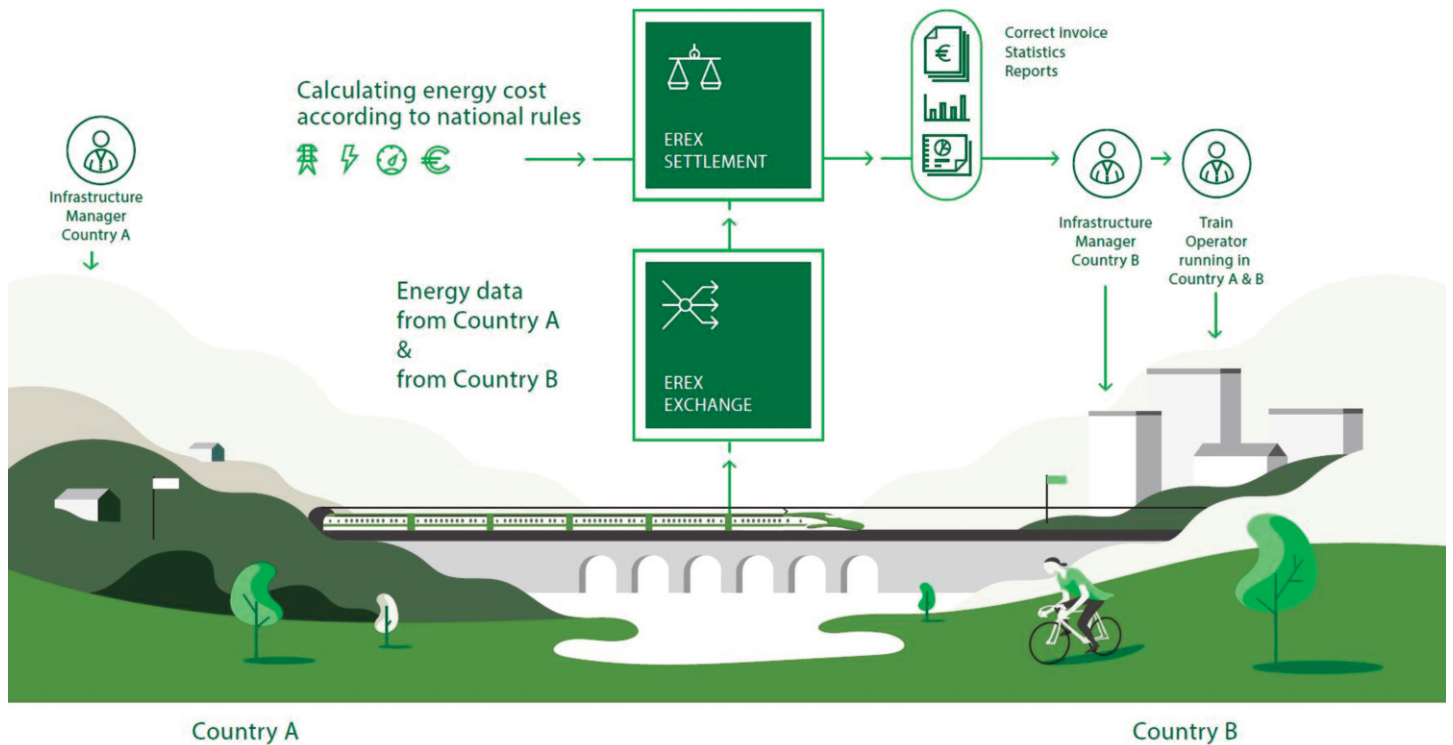 Correct invoice
Statistics
Reports
Calculating energy cost
according to national rules
EREX
SETTLEMENT
Infrastructure
Manager
Country A
Infrastructure
Manager
Country B
Train
Operator
running in
Country A & B
Energy data
from Country A
&
from Country B
EREX
EXCHANGE
Country A
Country B